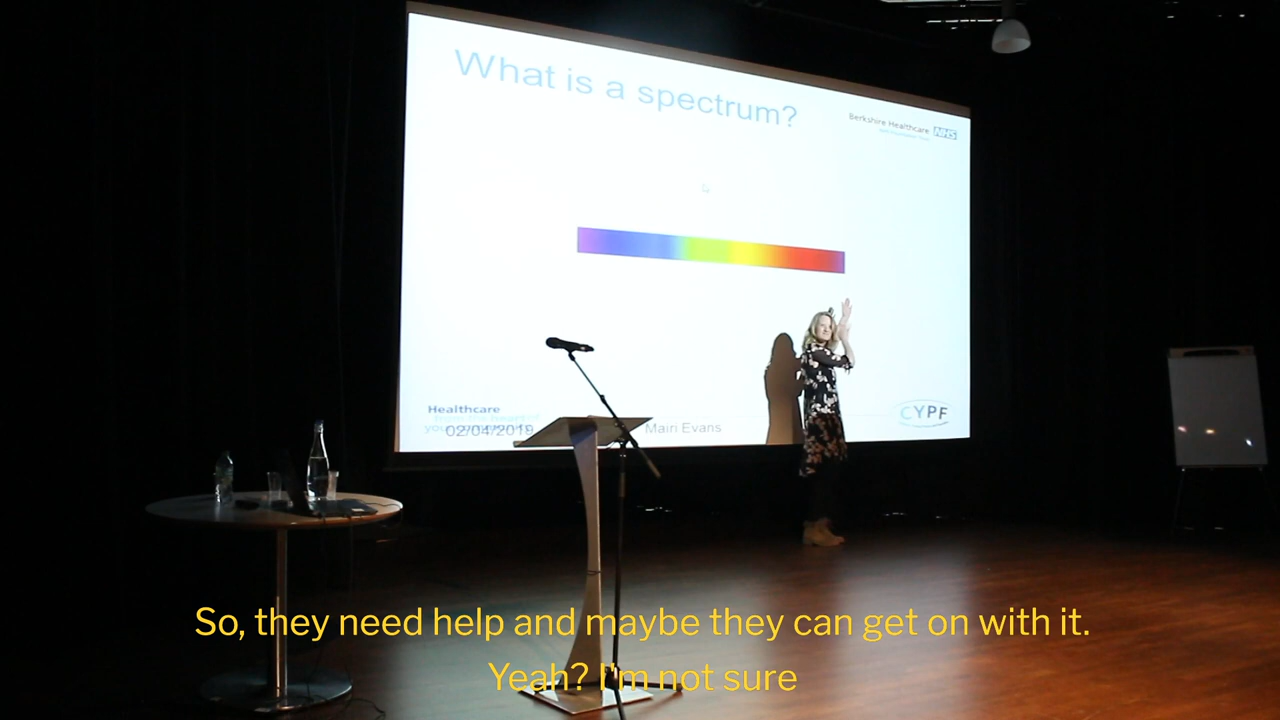 What is a spectrum?
Berkshire Healthcare NHS
Healthcare
02/04/2019
Mairi Evans
CYPF
So, they need help and maybe they can get on with it.
Yeah? I'm not sure